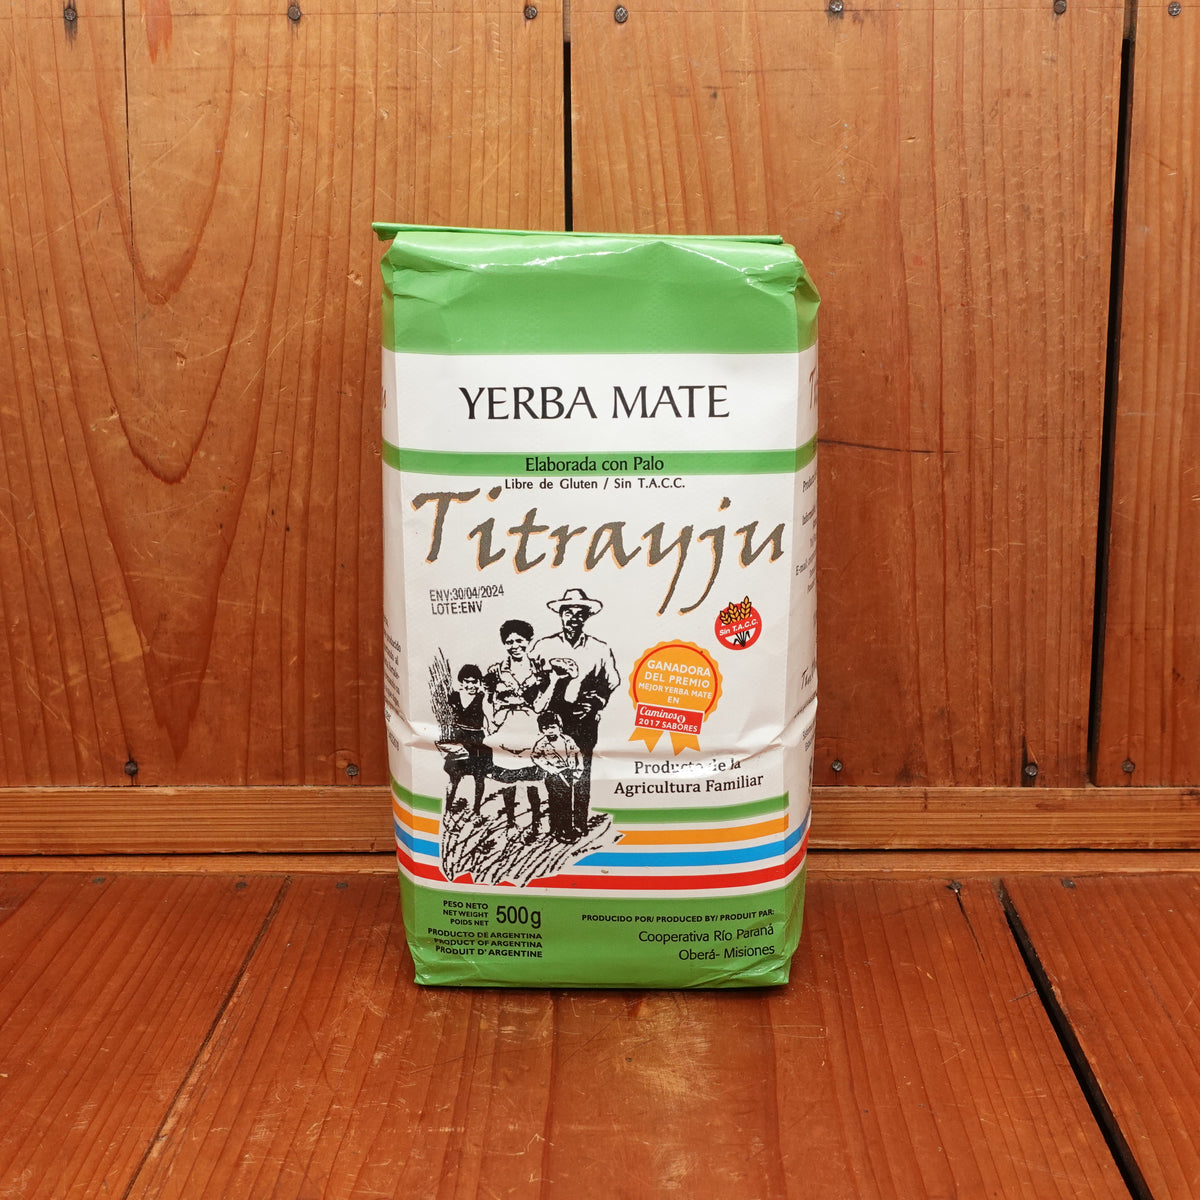 YERBA MATE
Elaborada con Palo
Libre de Gluten / Sin T.A.C.C.
Titrayju
ENV:30/04/2024
LOTE:ENV
Sin T.A.C.C.
GANADORA
DEL PREMIO
MEJOR YERBA MATE
EN
Caminos y
2017 SABORES
Producto de la
Agricultura Familiar
PESO NETO
NET WEIGHT
POIDS NET
500g
PRODUCTO DE ARGENTINA
PRODUCT OF ARGENTINA
PRODUIT D'ARGENTINE
PRODUCIDO POR/ PRODUCED BY/ PRODUIT PAR:
Cooperativa Río Paraná
Oberá- Misiones